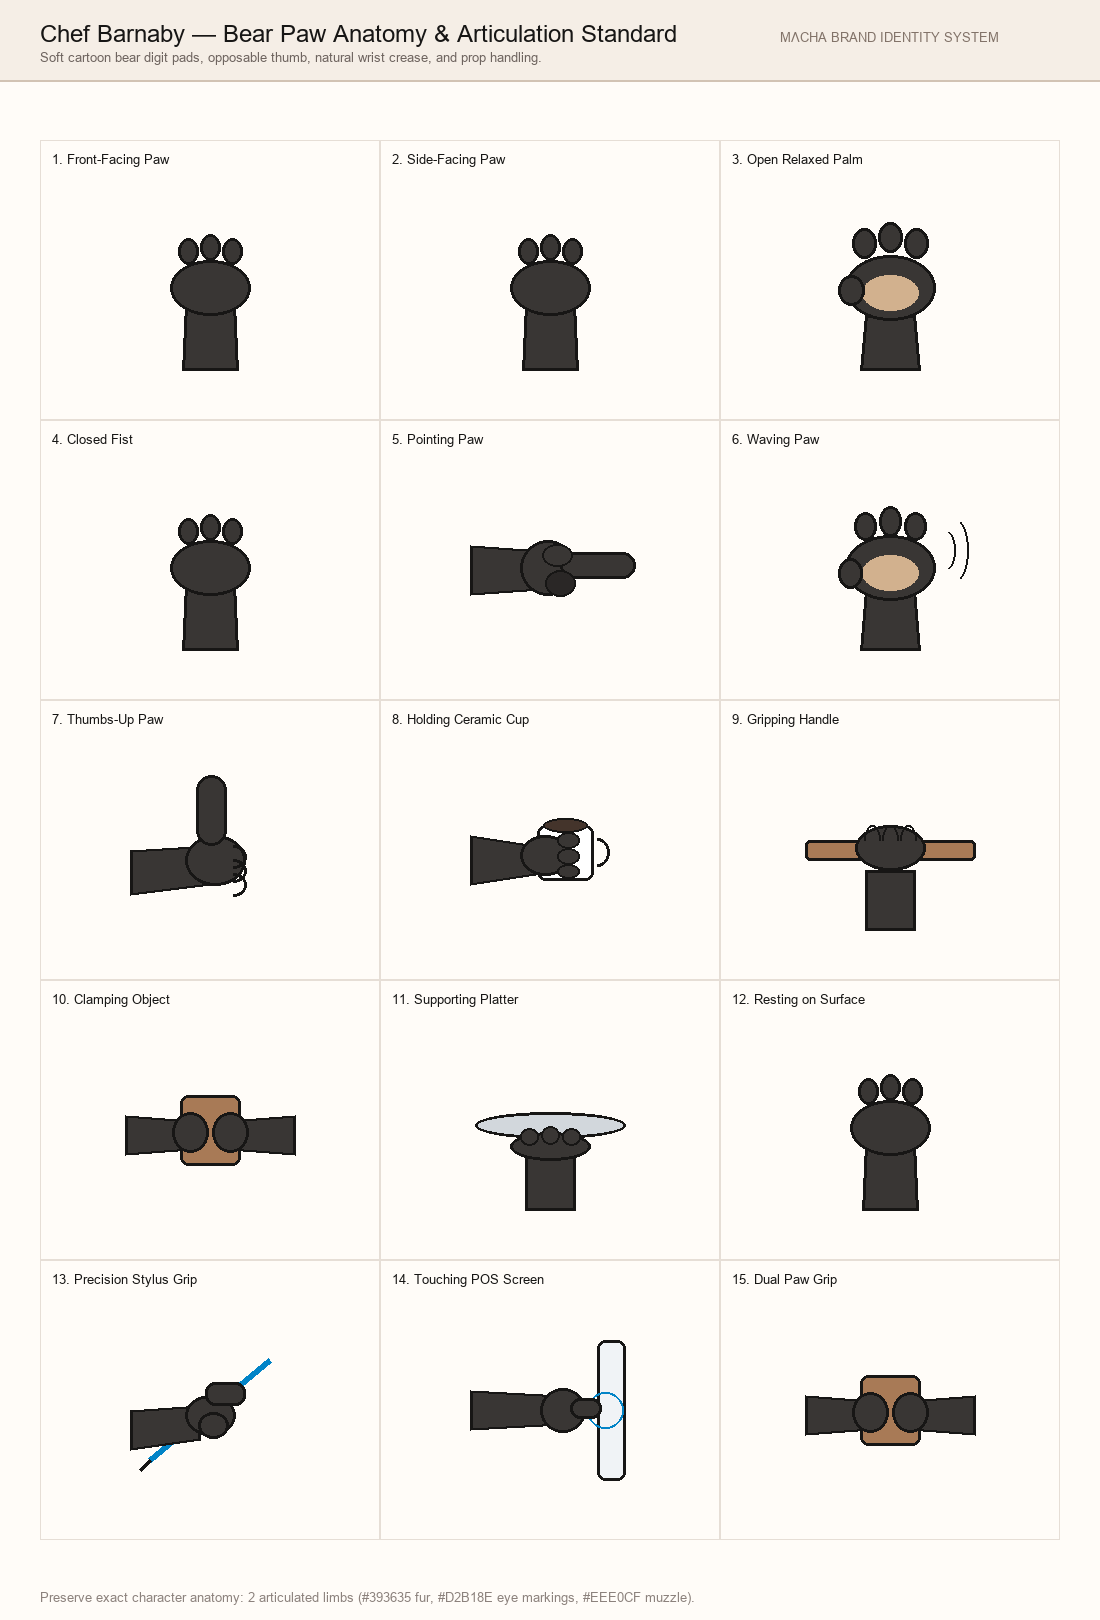 Chef Barnaby — Bear Paw Anatomy & Articulation Standard
MΛCHA BRAND IDENTITY SYSTEM
Soft cartoon bear digit pads, opposable thumb, natural wrist crease, and prop handling.
1. Front-Facing Paw
2. Side-Facing Paw
3. Open Relaxed Palm
4. Closed Fist
5. Pointing Paw
6. Waving Paw
7. Thumbs-Up Paw
8. Holding Ceramic Cup
9. Gripping Handle
10. Clamping Object
11. Supporting Platter
12. Resting on Surface
13. Precision Stylus Grip
14. Touching POS Screen
15. Dual Paw Grip
Preserve exact character anatomy: 2 articulated limbs (#393635 fur, #D2B18E eye markings, #EEE0CF muzzle).